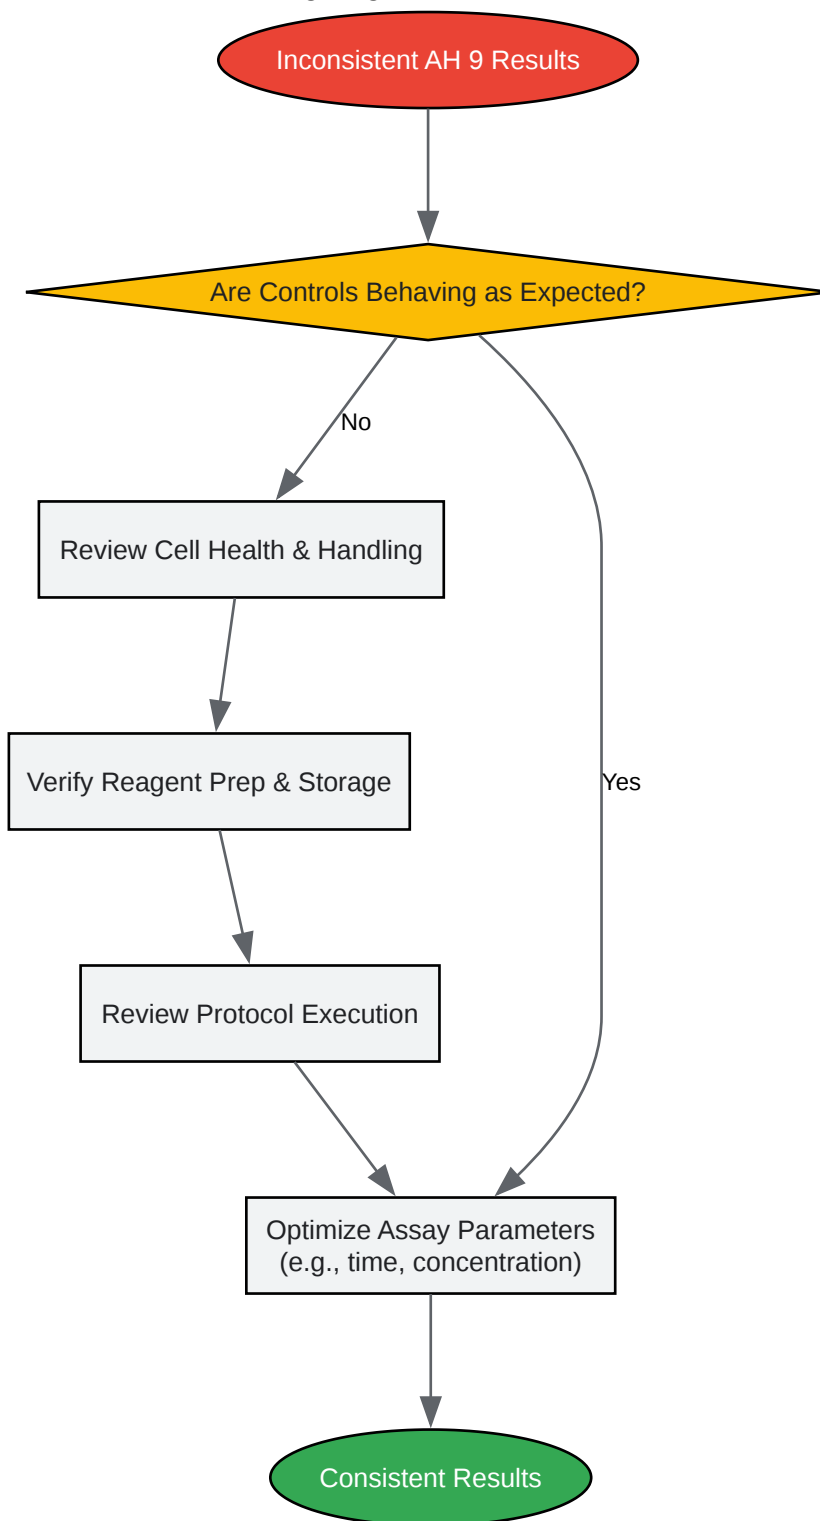 Inconsistent AH 9 Results
Are Controls Behaving as Expected?
No
Review Cell Health & Handling
Verify Reagent Prep & Storage
Yes
Review Protocol Execution
Optimize Assay Parameters
(e.g., time, concentration)
Consistent Results